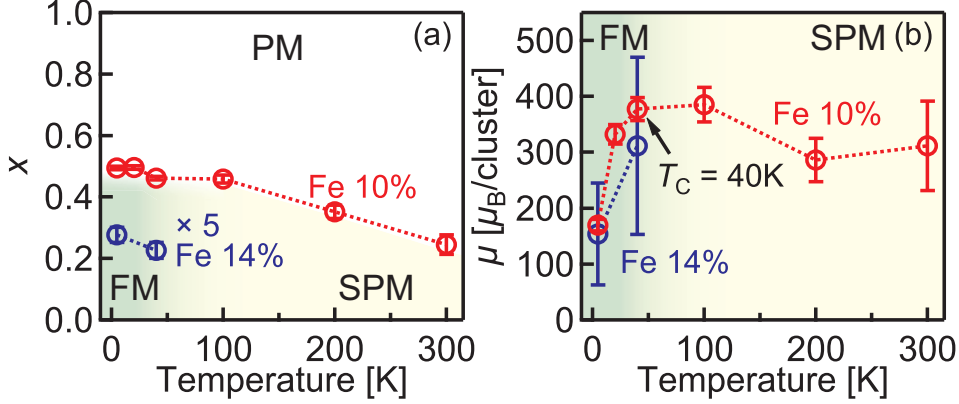 1.0
0.8
0.6
0.4
0.2
0.0
x
PM
(a)
Fe 10%
× 5
Fe 14%
FM
SPM
0
100
200
300
Temperature [K]
500
400
300
200
100
0
μ [μB/cluster]
FM
SPM
(b)
Fe 10%
TC = 40K
Fe 14%
0
100
200
300
Temperature [K]